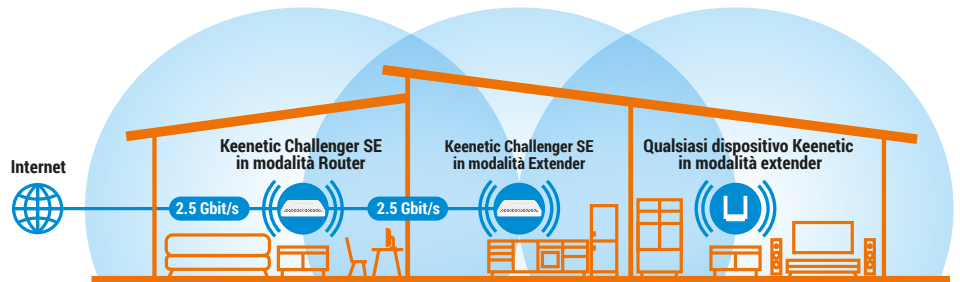 Internet
2.5 Gbit/s
Keenetic Challenger SE
in modalità Router
2.5 Gbit/s
Keenetic Challenger SE
in modalità Extender
Qualsiasi dispositivo Keenetic
in modalità extender